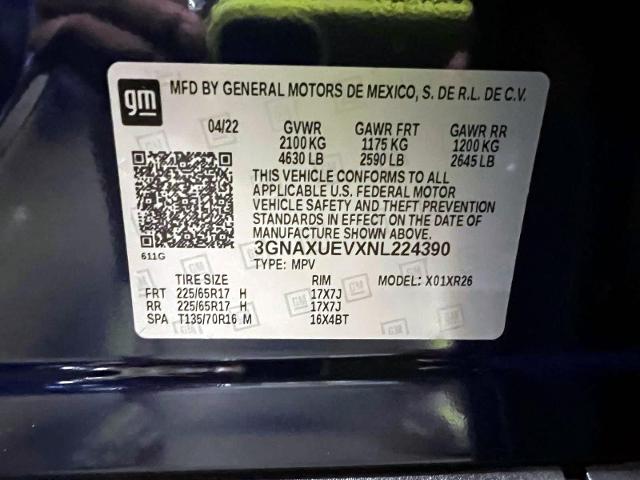 gm MFD BY GENERAL MOTORS DE MEXICO, S. DE R.L. DE C.V.
04/22 GVWR GAWR FRT GAWR RR
2100 KG 1175 KG 1200 KG
4630 LB 2590 LB 2645 LB
THIS VEHICLE CONFORMS TO ALL
APPLICABLE U.S. FEDERAL MOTOR
VEHICLE SAFETY AND THEFT PREVENTION
STANDARDS IN EFFECT ON THE DATE OF
MANUFACTURE SHOWN ABOVE.
3GNAXUEVXNL224390
611G TYPE: MPV
TIRE SIZE RIM MODEL: X01XR26
FRT 225/65R17 H 17X7J
RR 225/65R17 H 17X7J
SPA T135/70R16 M 16X4BT